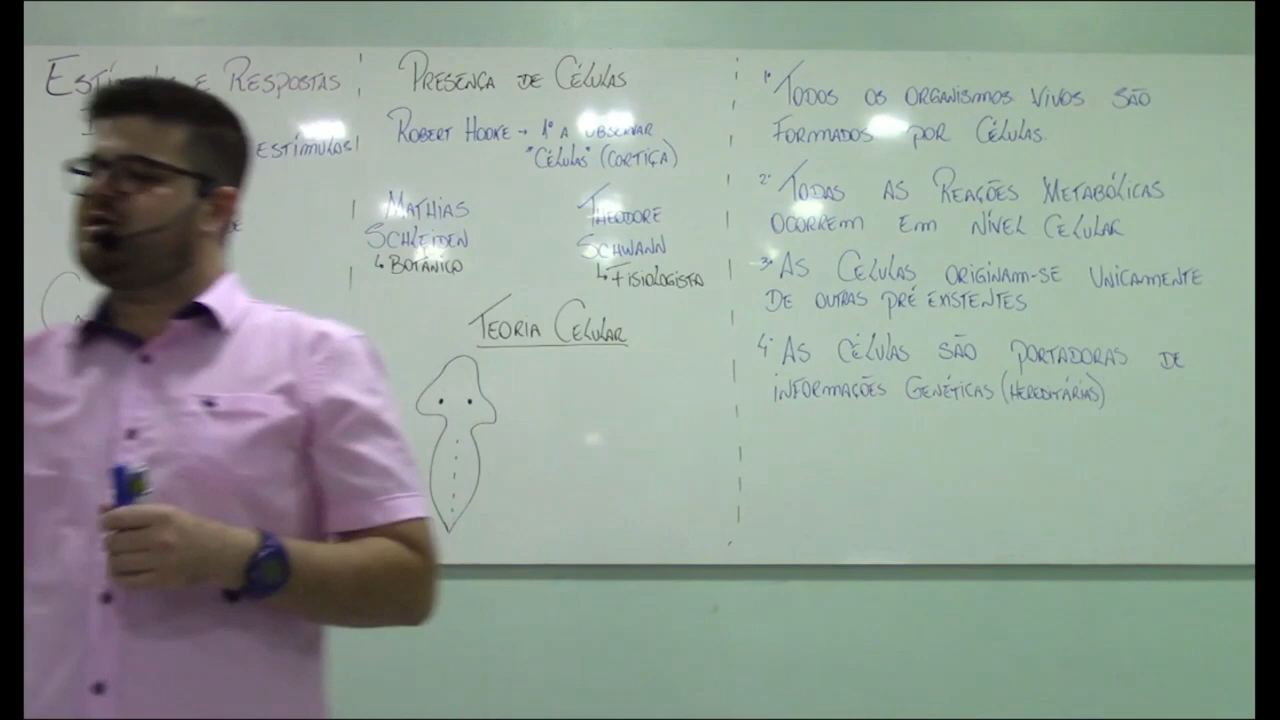 e Respostas
estímulos
Presença de Células
Robert Hooke → 1º a observar
"Células" (cortiça)
Mathias
Schleiden
↳ Botânico
Theodore
Schwann
↳ Fisiologista
Teoria Celular
1º Todos os organismos vivos são
formados por células.
2º Todas as reações metabólicas
ocorrem em nível celular
3º As celulas originam-se unicamente
de outras pré existentes
4º As células são portadoras de
informações genéticas (hereditárias)